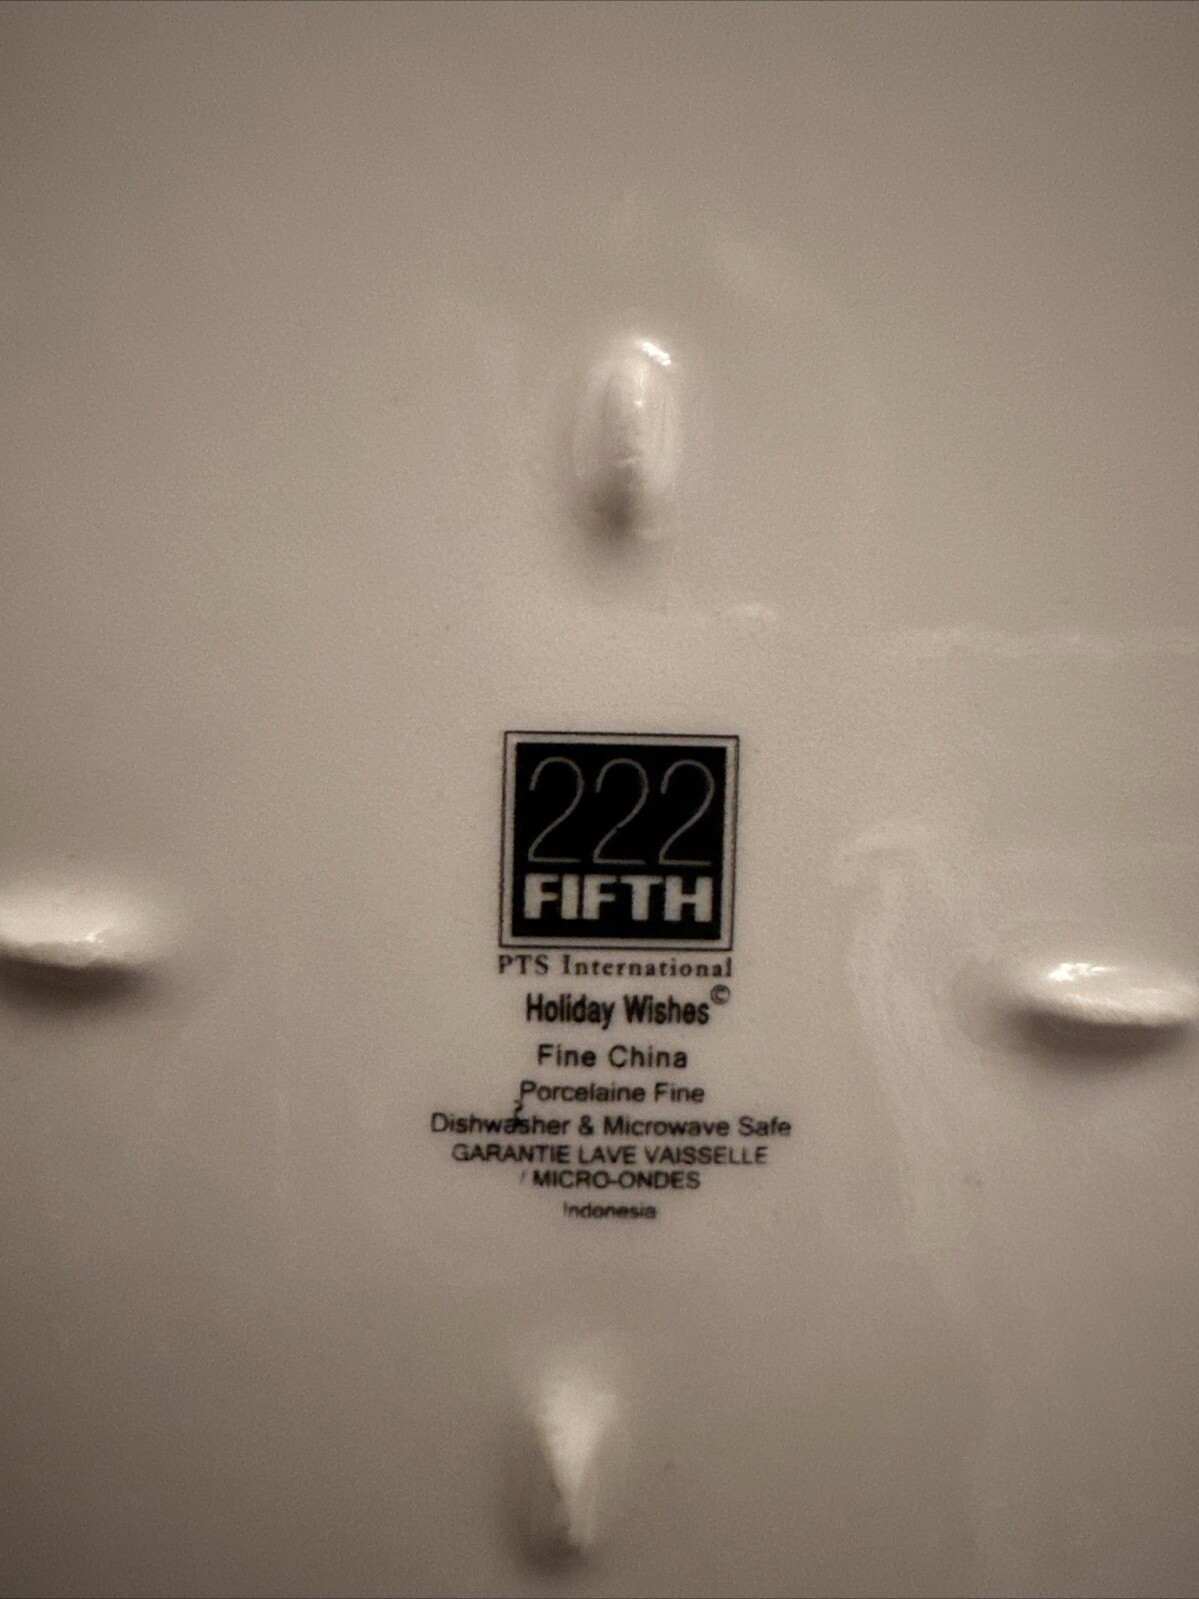 222
FIFTH
PTS International
Holiday Wishes©
Fine China
Porcelaine Fine
Dishwasher & Microwave Safe
GARANTIE LAVE VAISSELLE
/ MICRO-ONDES
Indonesia